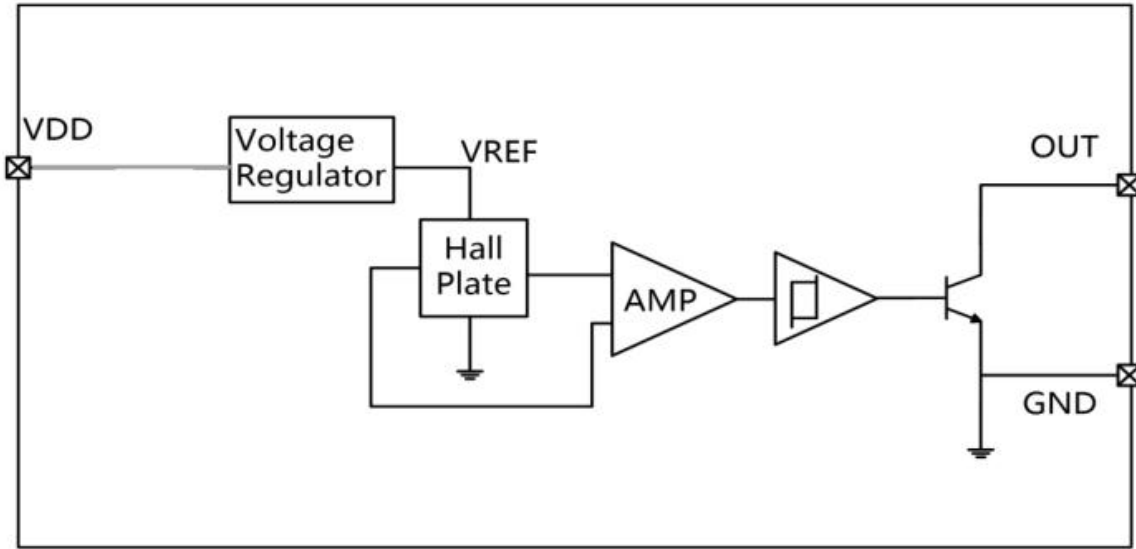 VDD
Voltage
Regulator
VREF
OUT
Hall
Plate
AMP
GND